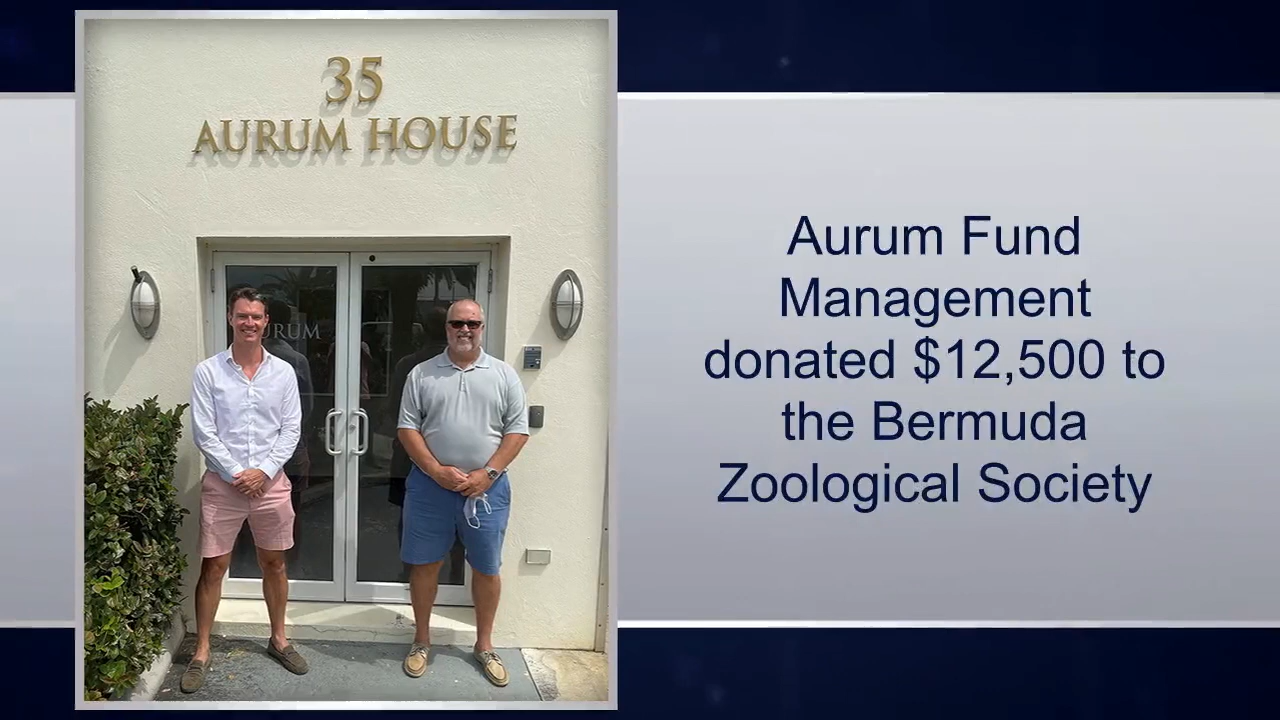 35
AURUM HOUSE
URUM
Aurum Fund
Management
donated $12,500 to
the Bermuda
Zoological Society